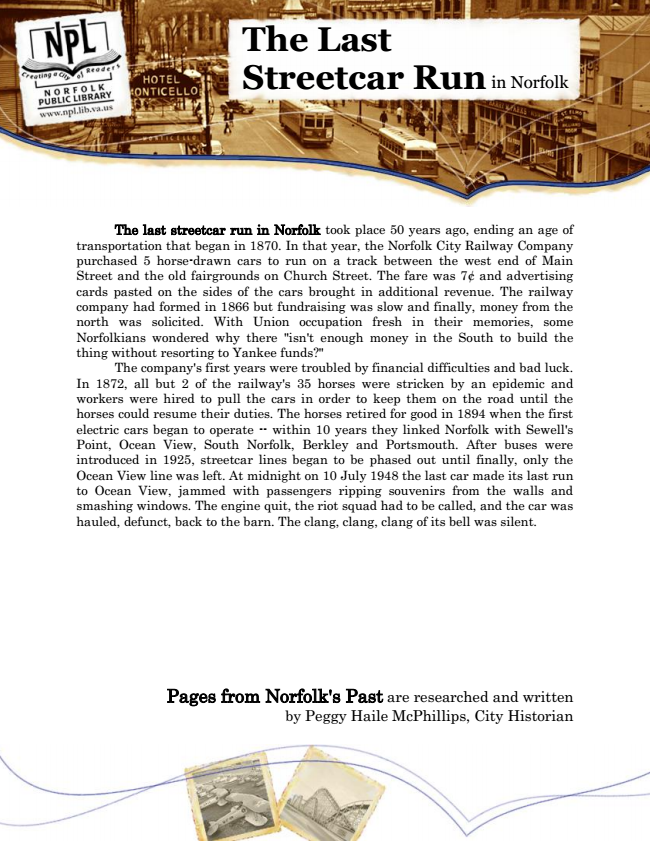 NPL
Creating a City of Readers
NORFOLK
PUBLIC LIBRARY
www.npl.lib.va.us
HOTEL
MONTICELLO
The Last
Streetcar Run in Norfolk
The last streetcar run in Norfolk took place 50 years ago, ending an age of
transportation that began in 1870. In that year, the Norfolk City Railway Company
purchased 5 horse-drawn cars to run on a track between the west end of Main
Street and the old fairgrounds on Church Street. The fare was 7¢ and advertising
cards pasted on the sides of the cars brought in additional revenue. The railway
company had formed in 1866 but fundraising was slow and finally, money from the
north was solicited. With Union occupation fresh in their memories, some
Norfolkians wondered why there "isn't enough money in the South to build the
thing without resorting to Yankee funds?"
The company's first years were troubled by financial difficulties and bad luck.
In 1872, all but 2 of the railway's 35 horses were stricken by an epidemic and
workers were hired to pull the cars in order to keep them on the road until the
horses could resume their duties. The horses retired for good in 1894 when the first
electric cars began to operate -- within 10 years they linked Norfolk with Sewell's
Point, Ocean View, South Norfolk, Berkley and Portsmouth. After buses were
introduced in 1925, streetcar lines began to be phased out until finally, only the
Ocean View line was left. At midnight on 10 July 1948 the last car made its last run
to Ocean View, jammed with passengers ripping souvenirs from the walls and
smashing windows. The engine quit, the riot squad had to be called, and the car was
hauled, defunct, back to the barn. The clang, clang, clang of its bell was silent.
Pages from Norfolk's Past are researched and written
by Peggy Haile McPhillips, City Historian